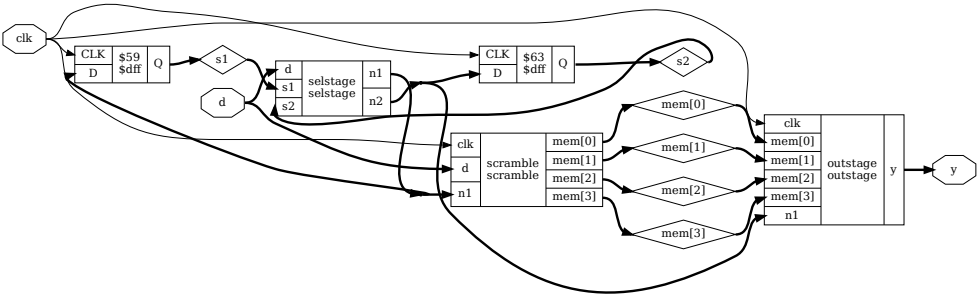 clk
CLK
D
$59
$dff
Q
s1
d
d
s1
s2
selstage
selstage
n1
n2
CLK
D
$63
$dff
Q
s2
clk
d
n1
scramble
scramble
mem[0]
mem[1]
mem[2]
mem[3]
mem[0]
mem[1]
mem[2]
mem[3]
clk
mem[0]
mem[1]
mem[2]
mem[3]
n1
outstage
outstage
y
y